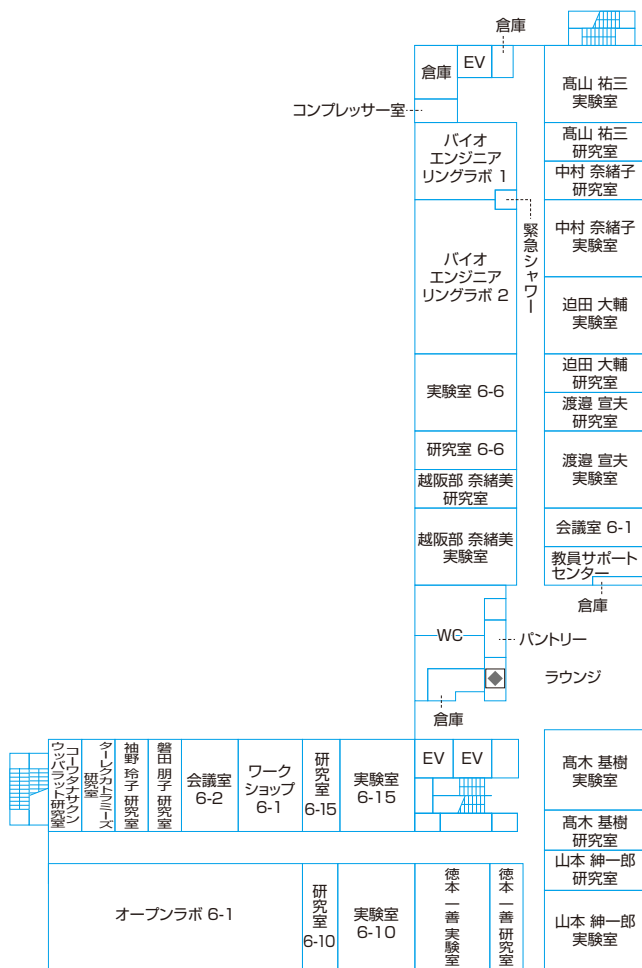 倉庫
EV
倉庫
コンプレッサー室
髙山 祐三
実験室
髙山 祐三
研究室
バイオ
エンジニア
リングラボ 1
中村 奈緒子
研究室
緊急シャワー
中村 奈緒子
実験室
バイオ
エンジニア
リングラボ 2
迫田 大輔
実験室
迫田 大輔
研究室
実験室 6-6
渡邉 宣夫
研究室
研究室 6-6
渡邉 宣夫
実験室
越阪部 奈緒美
研究室
越阪部 奈緒美
実験室
会議室 6-1
教員サポート
センター
倉庫
WC
パントリー
ラウンジ
倉庫
コーワタナサクン
ウッパラット研究室
ターレクカトラミーズ
研究室
袖野 玲子 研究室
磐田 朋子 研究室
会議室
6-2
ワーク
ショップ
6-1
研究室
6-15
実験室
6-15
EV
EV
髙木 基樹
実験室
髙木 基樹
研究室
山本 紳一郎
研究室
オープンラボ 6-1
研究室
6-10
実験室
6-10
徳本 一善 実験室
徳本 一善 研究室
山本 紳一郎
実験室